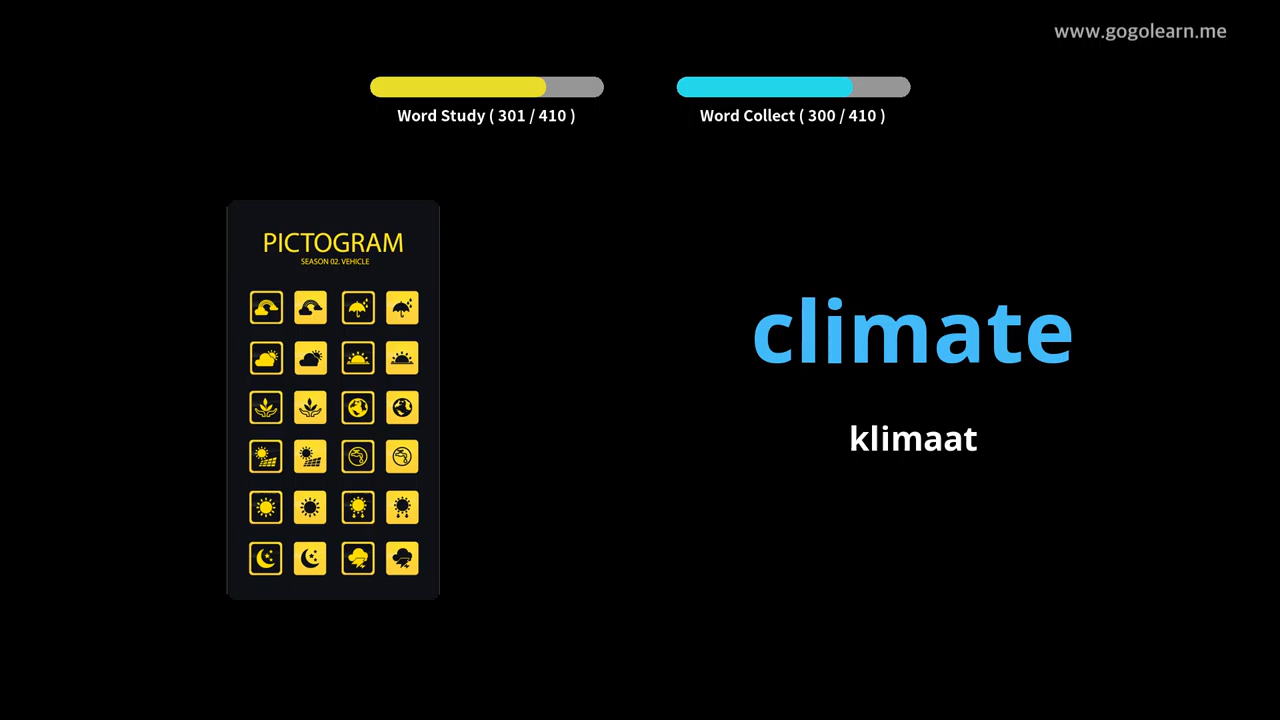 www.gogolearn.me
Word Study ( 301 / 410 )
Word Collect ( 300 / 410 )
PICTOGRAM
SEASON 02. VEHICLE
climate
klimaat